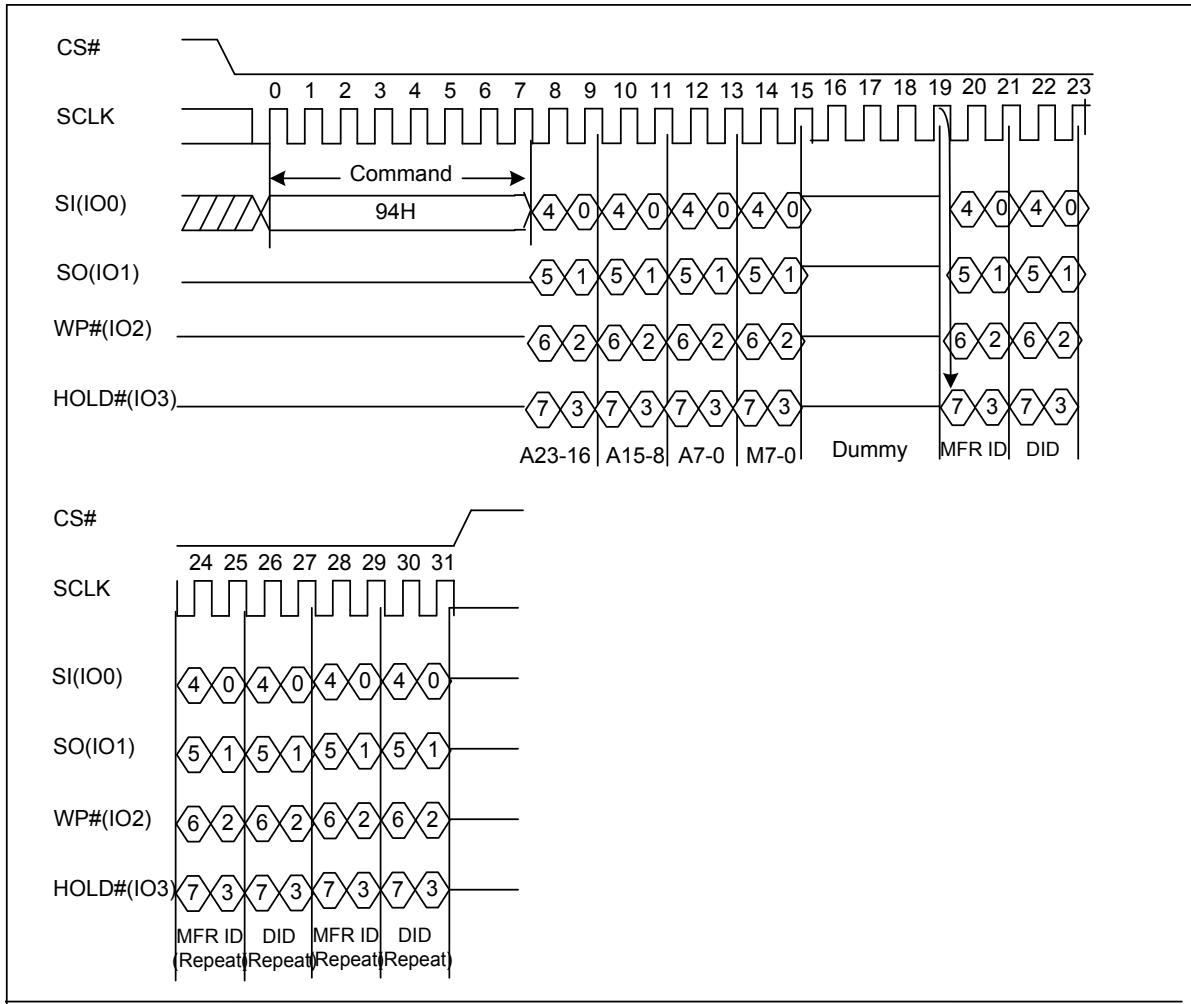 CS#
0 1 2 3 4 5 6 7 8 9 10 11 12 13 14 15 16 17 18 19 20 21 22 23
SCLK
Command
SI(IO0) 94H 4 0 4 0 4 0 4 0 4 0 4 0
SO(IO1) 5 1 5 1 5 1 5 1 5 1 5 1
WP#(IO2) 6 2 6 2 6 2 6 2 6 2 6 2
HOLD#(IO3) 7 3 7 3 7 3 7 3 7 3 7 3
A23-16 A15-8 A7-0 M7-0 Dummy MFR ID DID
CS#
24 25 26 27 28 29 30 31
SCLK
SI(IO0) 4 0 4 0 4 0 4 0
SO(IO1) 5 1 5 1 5 1 5 1
WP#(IO2) 6 2 6 2 6 2 6 2
HOLD#(IO3) 7 3 7 3 7 3 7 3
MFR ID DID MFR ID DID
(Repeat) (Repeat) (Repeat) (Repeat)